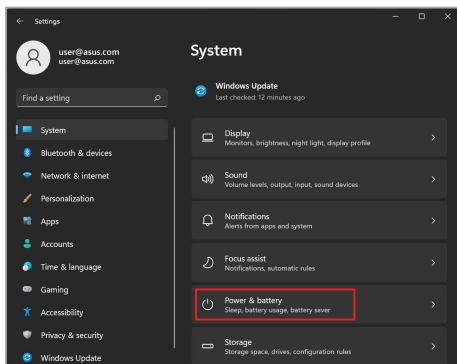 Settings
user@asus.com
user@asus.com
Find a setting
System
Bluetooth & devices
Network & internet
Personalization
Apps
Accounts
Time & language
Gaming
Accessibility
Privacy & security
Windows Update
System
Windows Update
Last checked: 12 minutes ago
Display
Monitors, brightness, night light, display profile
Sound
Volume levels, output, input, sound devices
Notifications
Alerts from apps and system
Focus assist
Notifications, automatic rules
Power & battery
Sleep, battery usage, battery saver
Storage
Storage space, drives, configuration rules